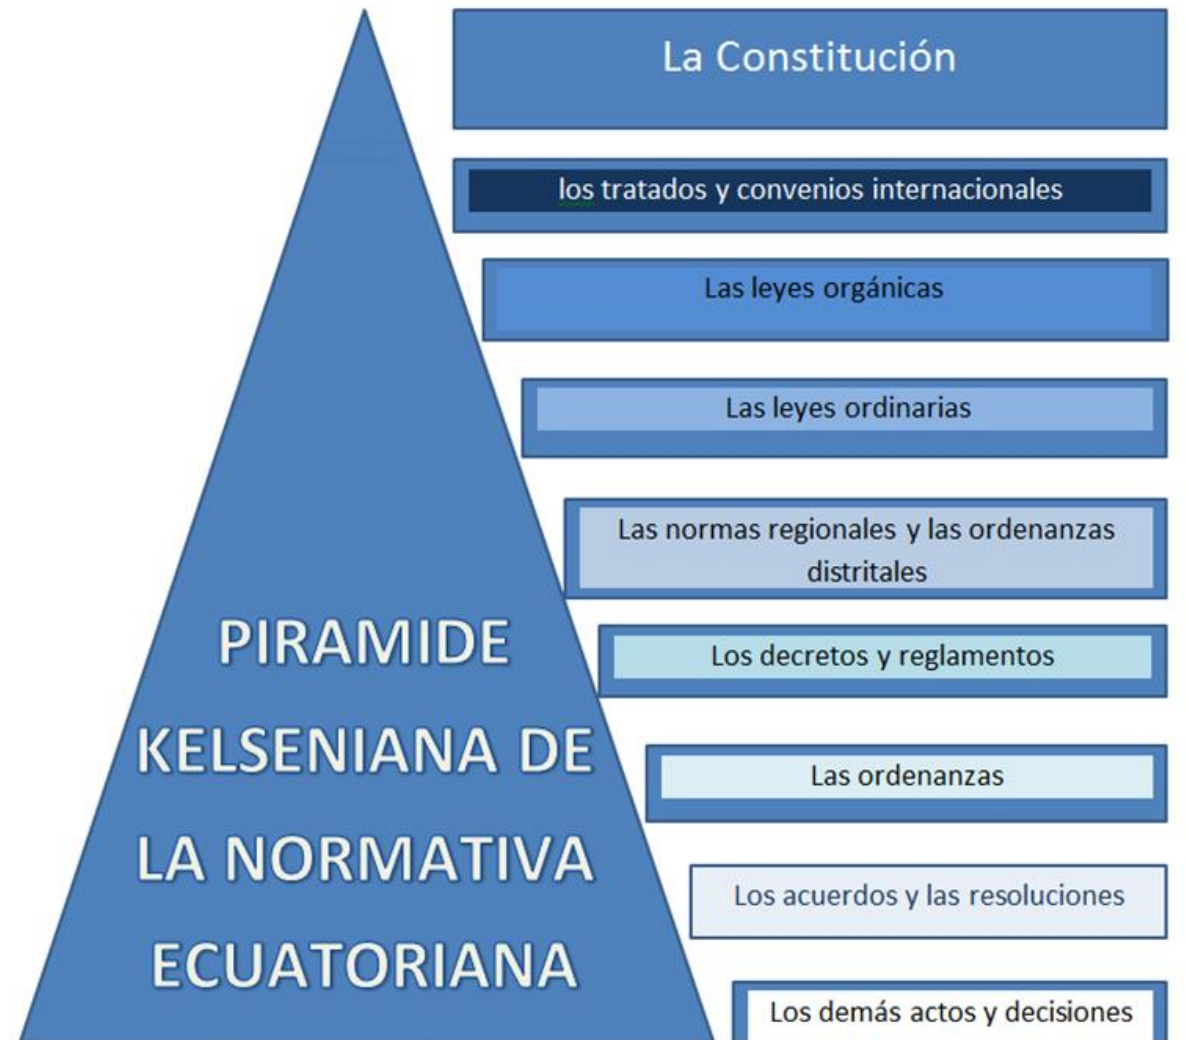 La Constitución
los tratados y convenios internacionales
Las leyes orgánicas
Las leyes ordinarias
Las normas regionales y las ordenanzas
distritales
Los decretos y reglamentos
Las ordenanzas
Los acuerdos y las resoluciones
Los demás actos y decisiones
PIRAMIDE
KELSENIANA DE
LA NORMATIVA
ECUATORIANA